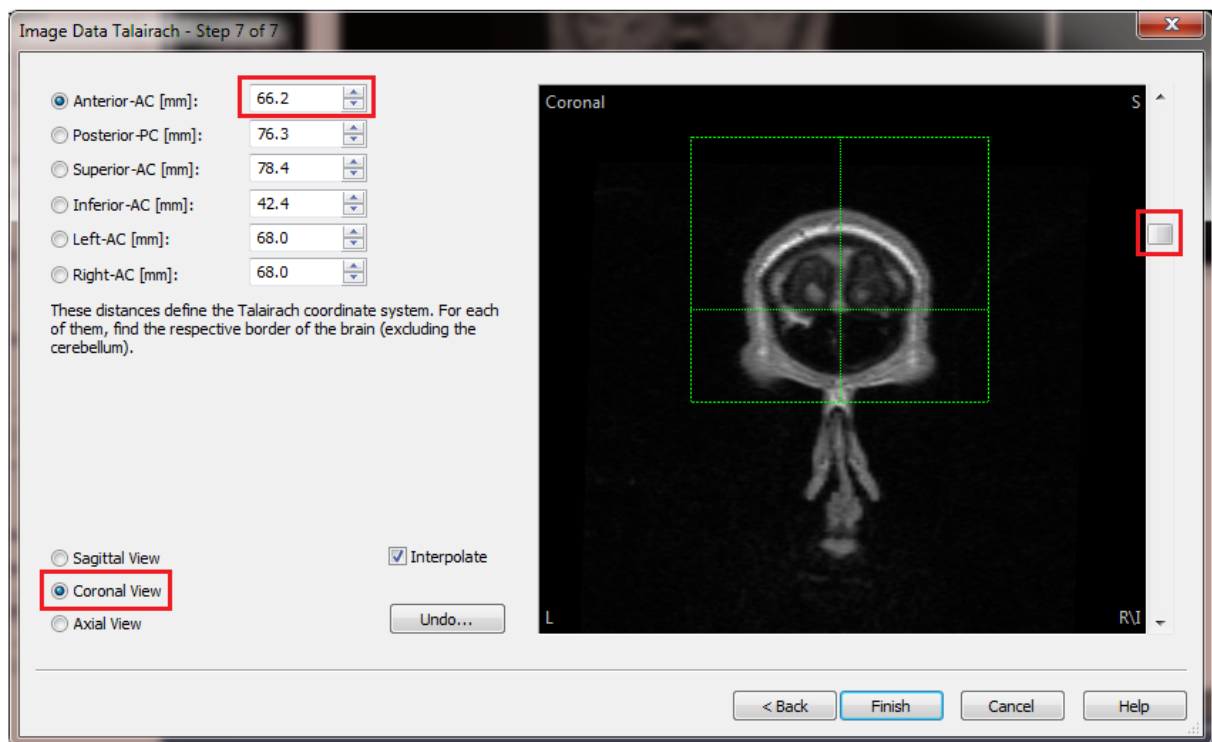 Image Data Talairach - Step 7 of 7
Anterior-AC [mm]: 66.2
Posterior-PC [mm]: 76.3
Superior-AC [mm]: 78.4
Inferior-AC [mm]: 42.4
Left-AC [mm]: 68.0
Right-AC [mm]: 68.0
These distances define the Talairach coordinate system. For each
of them, find the respective border of the brain (excluding the
cerebellum).
Sagittal View
Interpolate
Coronal View
Axial View
Undo...
Coronal
S
L
R\I
< Back
Finish
Cancel
Help